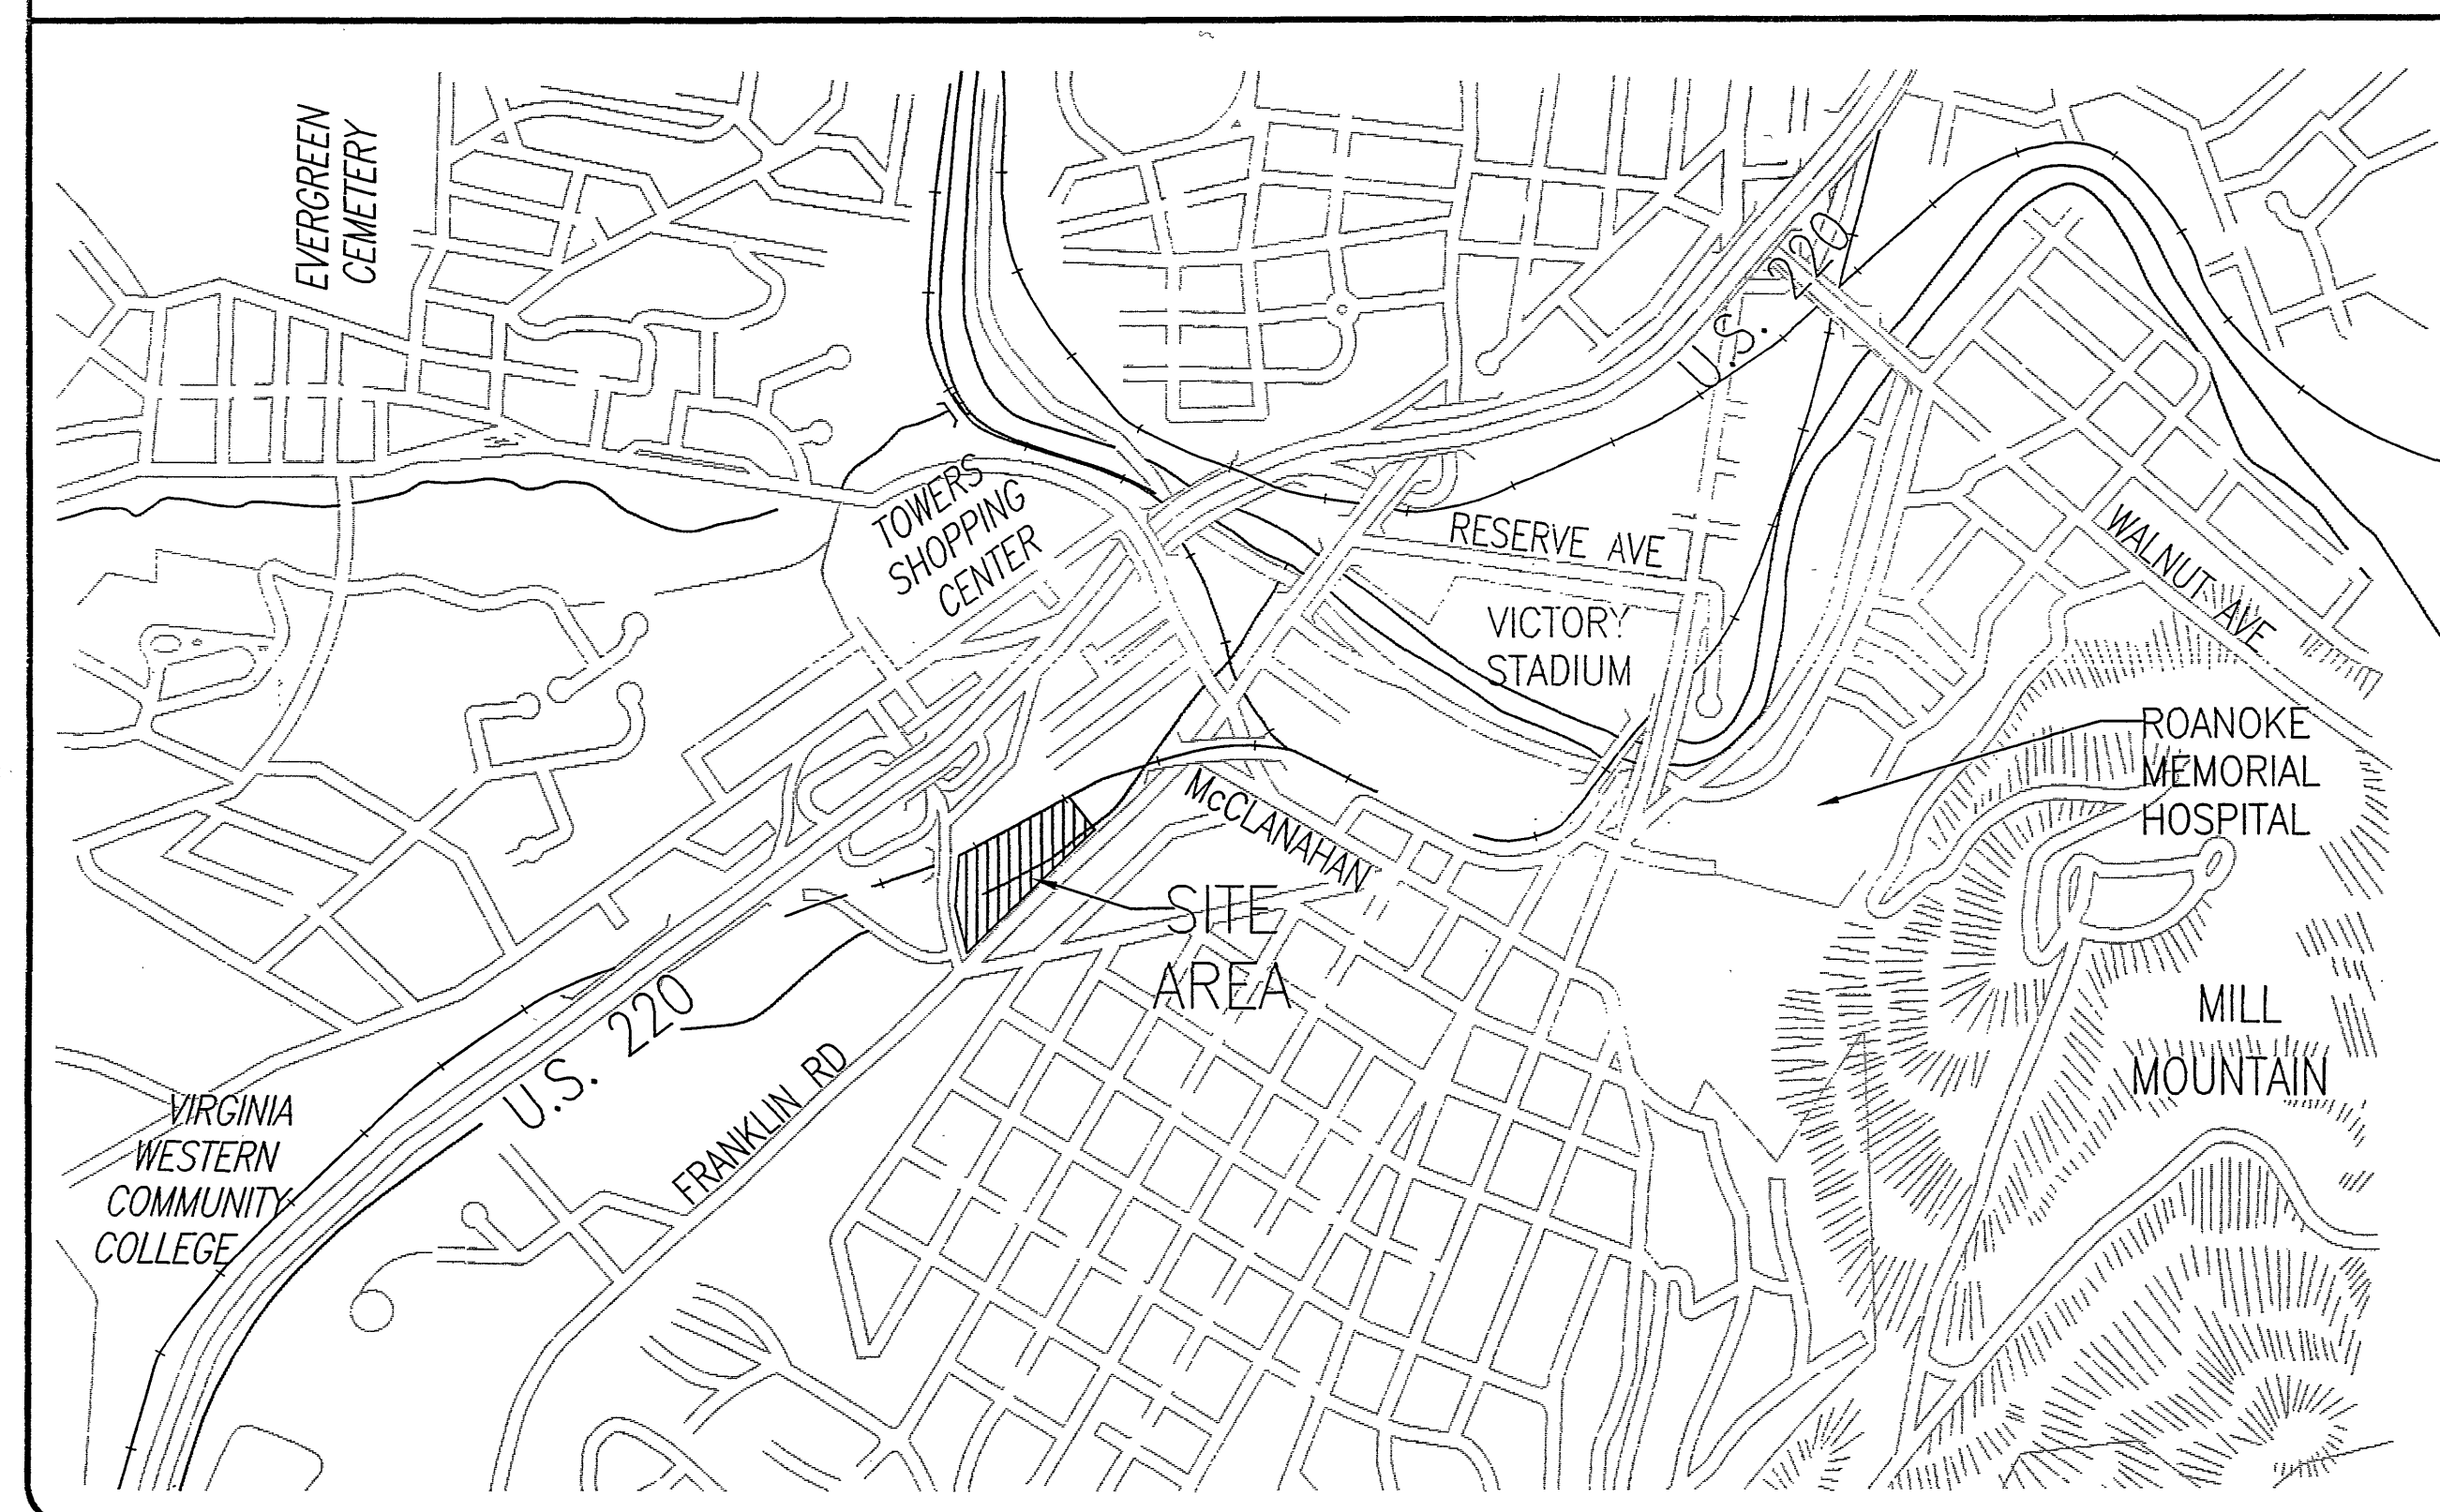 EVERGREEN
CEMETERY
U.S. 220
TOWERS
SHOPPING
CENTER
RESERVE AVE
VICTORY
STADIUM
WALNUT AVE
ROANOKE
MEMORIAL
HOSPITAL
McCLANAHAN
SITE
AREA
MILL
MOUNTAIN
U.S. 220
FRANKLIN RD
VIRGINIA
WESTERN
COMMUNITY
COLLEGE